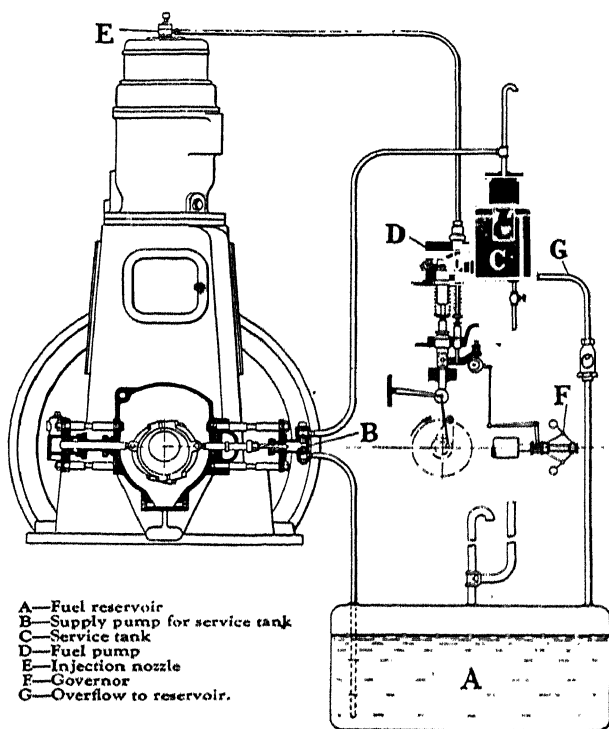 E
C
C
D
G
F
B
A
A—Fuel reservoir
B—Supply pump for service tank
C—Service tank
D—Fuel pump
E—Injection nozzle
F—Governor
G—Overflow to reservoir.